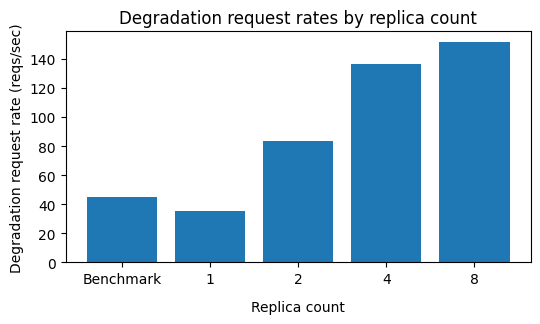 Degradation request rates by replica count
Degradation request rate (reqs/sec)
140
120
100
80
60
40
20
0
Benchmark 1 2 4 8
Replica count